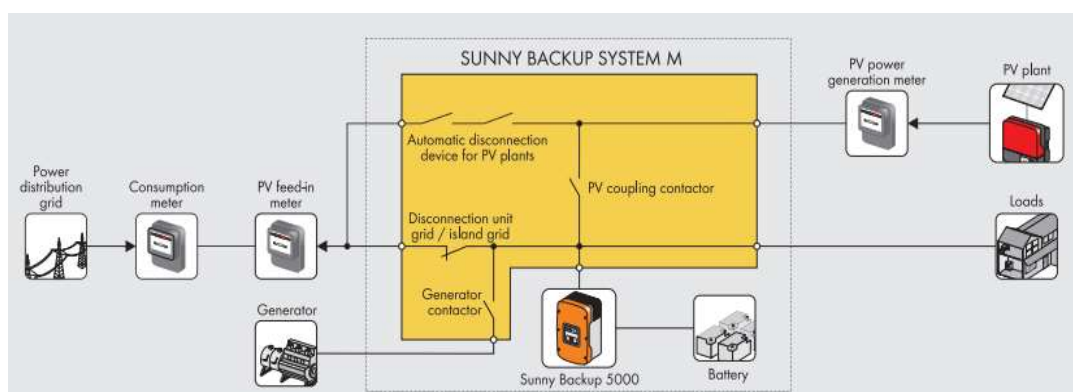 SUNNY BACKUP SYSTEM M
PV power
generation meter
PV plant
Automatic disconnection
device for PV plants
Power
distribution
grid
Consumption
meter
PV feed-in
meter
PV coupling contactor
Loads
Disconnection unit
grid / island grid
Generator
contactor
Generator
Sunny Backup 5000
Battery